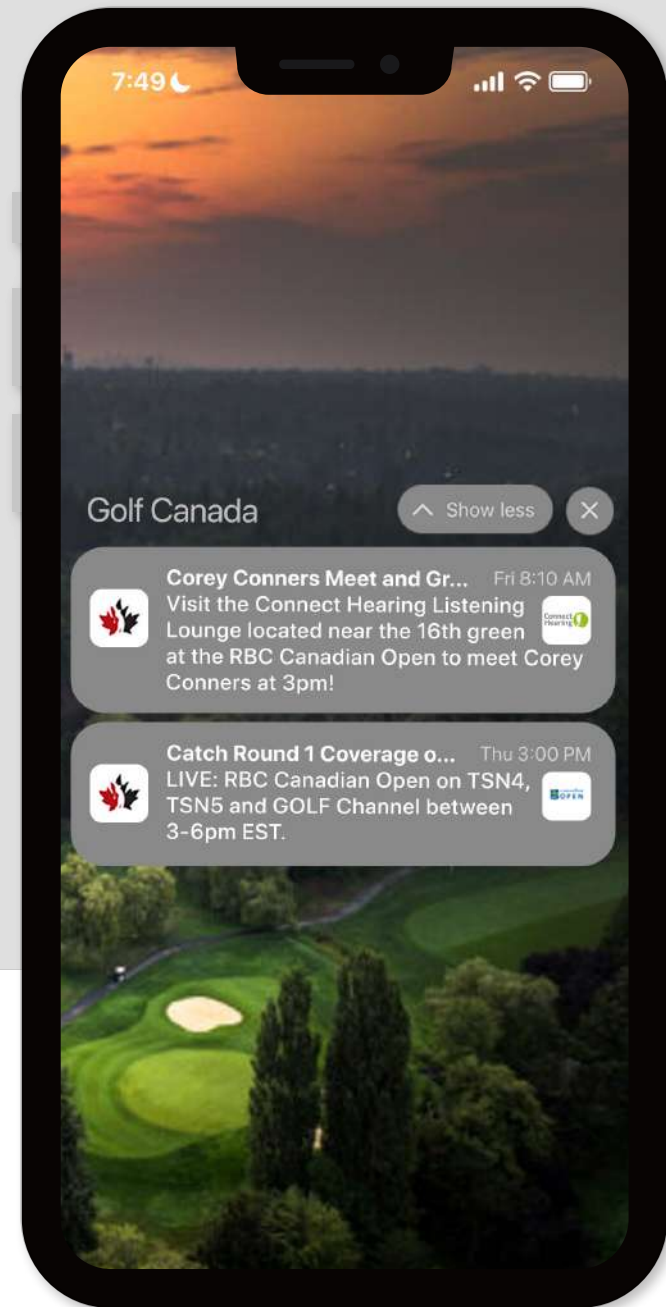 7:49
Golf Canada
Show less
Corey Conners Meet and Gr...
Fri 8:10 AM
Visit the Connect Hearing Listening
Lounge located near the 16th green
at the RBC Canadian Open to meet Corey
Conners at 3pm!
Connect
Hearing
Catch Round 1 Coverage o...
Thu 3:00 PM
LIVE: RBC Canadian Open on TSN4,
TSN5 and GOLF Channel between
3-6pm EST.
OPEN